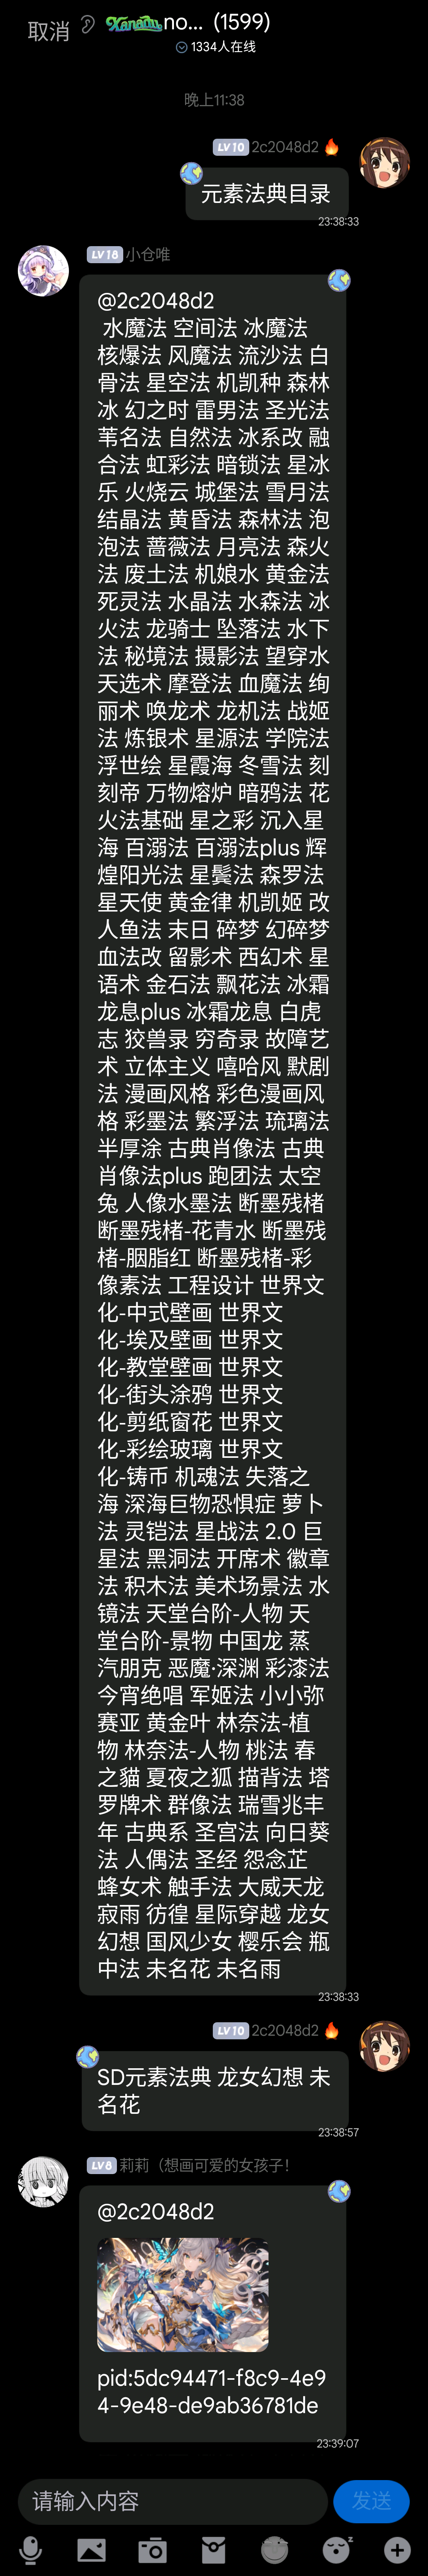 取消
Xanadu no... (1599)
1334人在线
晚上11:38
LV10 2c2048d2 🔥
元素法典目录
23:38:33
LV18 小仓唯
@2c2048d2
水魔法 空间法 冰魔法
核爆法 风魔法 流沙法 白
骨法 星空法 机凯种 森林
冰 幻之时 雷男法 圣光法
苇名法 自然法 冰系改 融
合法 虹彩法 暗锁法 星冰
乐 火烧云 城堡法 雪月法
结晶法 黄昏法 森林法 泡
泡法 蔷薇法 月亮法 森火
法 废土法 机娘水 黄金法
死灵法 水晶法 水森法 冰
火法 龙骑士 坠落法 水下
法 秘境法 摄影法 望穿水
天选术 摩登法 血魔法 绚
丽术 唤龙术 龙机法 战姬
法 炼银术 星源法 学院法
浮世绘 星霞海 冬雪法 刻
刻帝 万物熔炉 暗鸦法 花
火法基础 星之彩 沉入星
海 百溺法 百溺法plus 辉
煌阳光法 星鬓法 森罗法
星天使 黄金律 机凯姬 改
人鱼法 末日 碎梦 幻碎梦
血法改 留影术 西幻术 星
语术 金石法 飘花法 冰霜
龙息plus 冰霜龙息 白虎
志 狡兽录 穷奇录 故障艺
术 立体主义 嘻哈风 默剧
法 漫画风格 彩色漫画风
格 彩墨法 繁浮法 琉璃法
半厚涂 古典肖像法 古典
肖像法plus 跑团法 太空
兔 人像水墨法 断墨残楮
断墨残楮-花青水 断墨残
楮-胭脂红 断墨残楮-彩
像素法 工程设计 世界文
化-中式壁画 世界文
化-埃及壁画 世界文
化-教堂壁画 世界文
化-街头涂鸦 世界文
化-剪纸窗花 世界文
化-彩绘玻璃 世界文
化-铸币 机魂法 失落之
海 深海巨物恐惧症 萝卜
法 灵铠法 星战法 2.0 巨
星法 黑洞法 开席术 徽章
法 积木法 美术场景法 水
镜法 天堂台阶-人物 天
堂台阶-景物 中国龙 蒸
汽朋克 恶魔·深渊 彩漆法
今宵绝唱 军姬法 小小弥
赛亚 黄金叶 林奈法-植
物 林奈法-人物 桃法 春
之貓 夏夜之狐 描背法 塔
罗牌术 群像法 瑞雪兆丰
年 古典系 圣宫法 向日葵
法 人偶法 圣经 怨念芷
蜂女术 触手法 大威天龙
寂雨 彷徨 星际穿越 龙女
幻想 国风少女 樱乐会 瓶
中法 未名花 未名雨
23:38:33
LV10 2c2048d2 🔥
SD元素法典 龙女幻想 未
名花
23:38:57
LV8 莉莉（想画可爱的女孩子！
@2c2048d2
pid:5dc94471-f8c9-4e9
4-9e48-de9ab36781de
23:39:07
请输入内容
发送